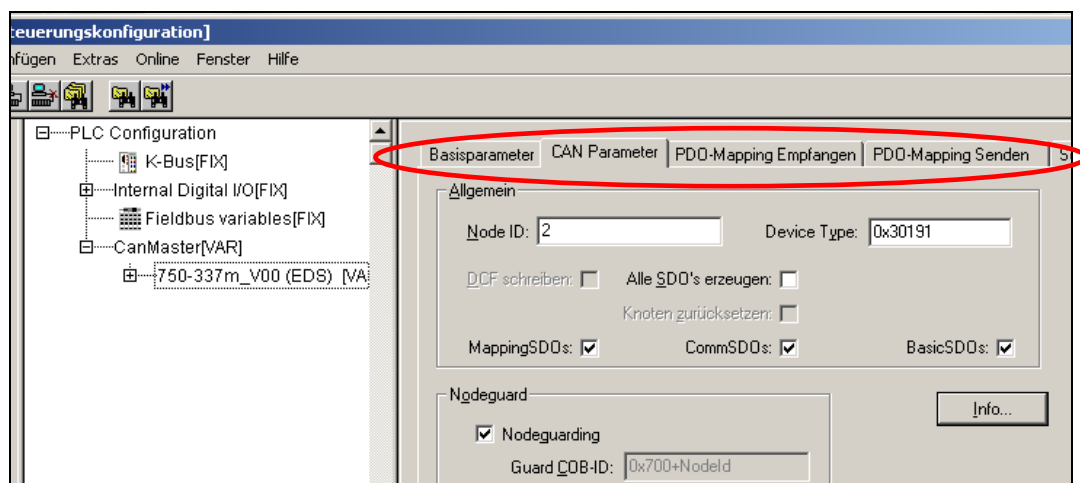 teuerungskonfiguration]
nfügen Extras Online Fenster Hilfe
PLC Configuration
K-Bus[FIX]
Internal Digital I/O[FIX]
Fieldbus variables[FIX]
CanMaster[VAR]
750-337m_V00 (EDS) [VA
Basisparameter CAN Parameter PDO-Mapping Empfangen PDO-Mapping Senden
Allgemein
Node ID: 2 Device Type: 0x30191
DCF schreiben: Alle SDO's erzeugen:
Knoten zurücksetzen:
MappingSDOs: CommSDOs: BasicSDOs:
Nodeguard
Info...
Nodeguarding
Guard COB-ID: 0x700+NodeId